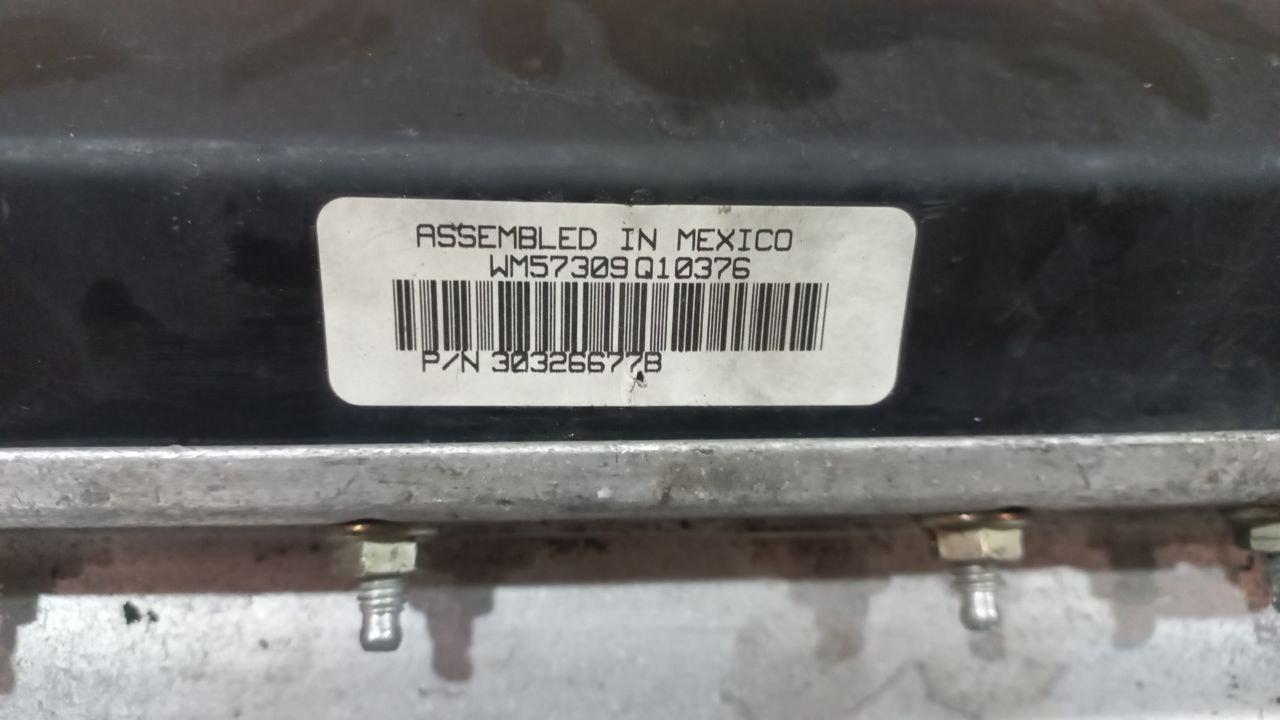 ASSEMBLED IN MEXICO
WM57309Q10376
P/N 30326677B